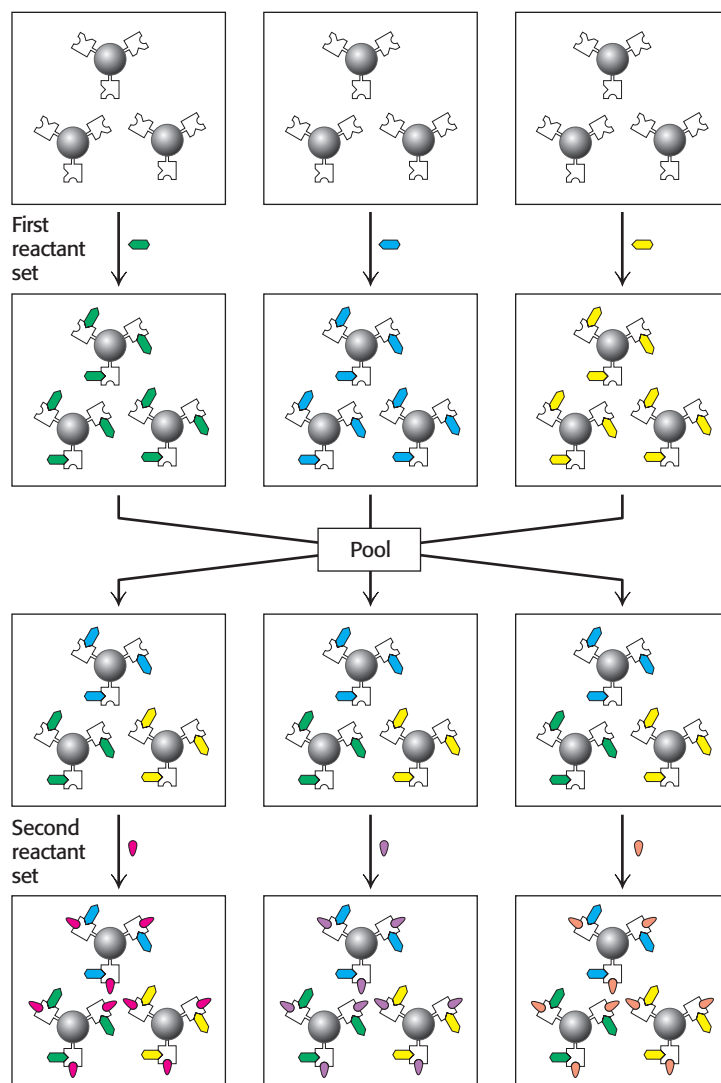 First
reactant
set
Pool
Second
reactant
set